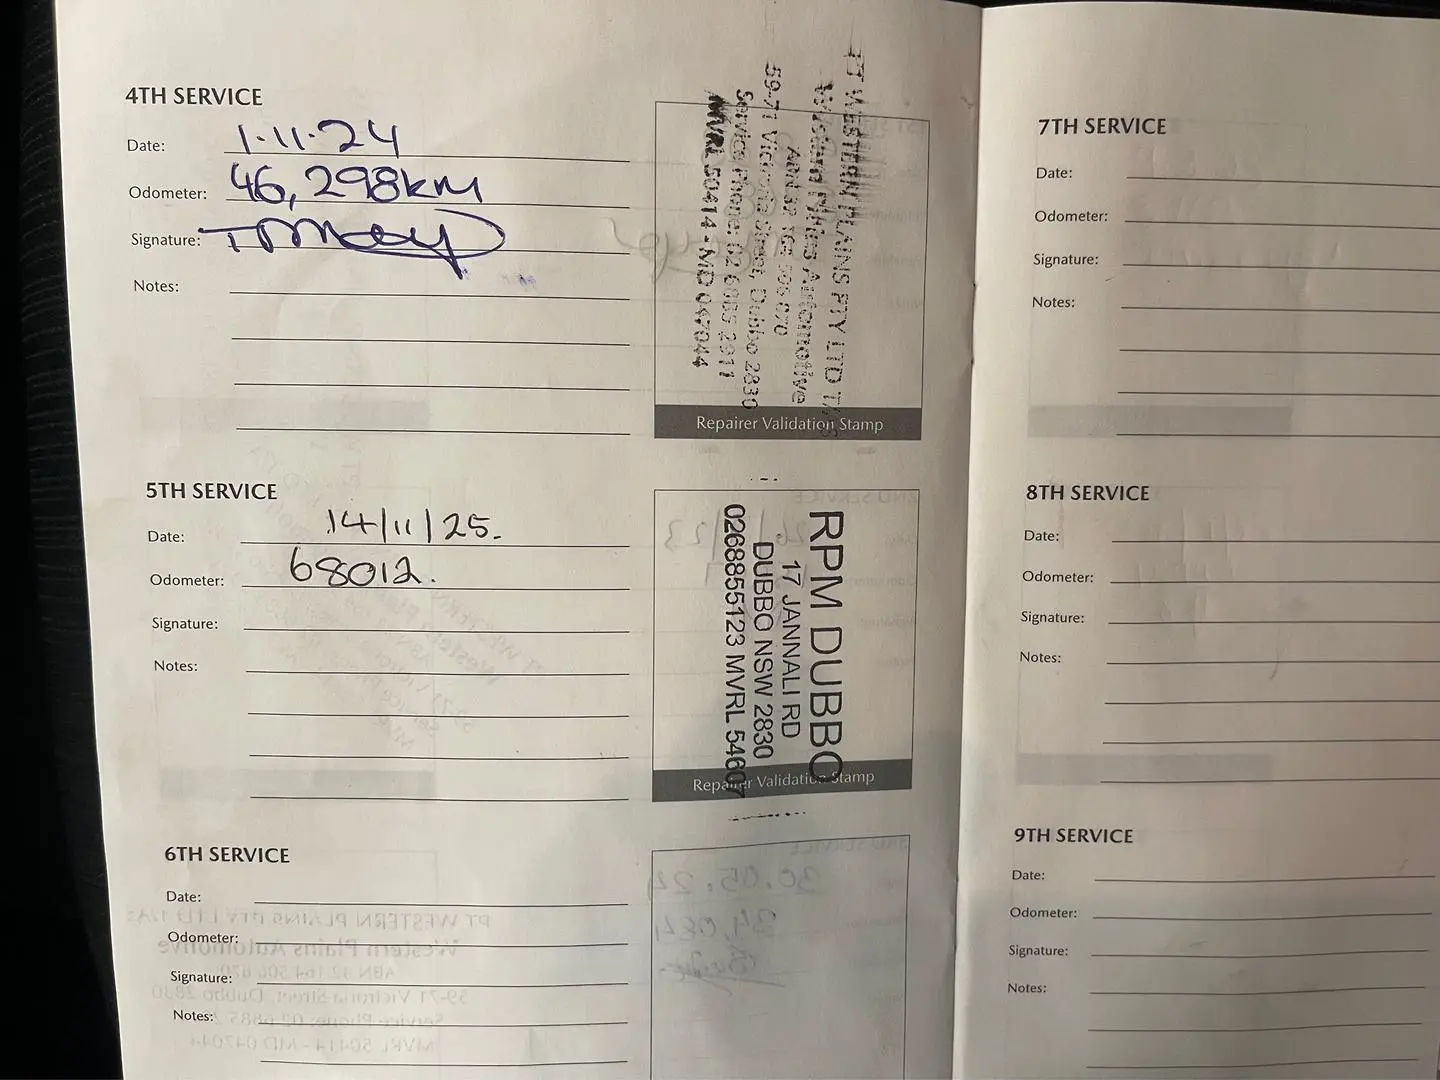 4TH SERVICE
Date: 1.11.24
Odometer: 46,298km
Signature:
Notes:
PT WESTERN PLAINS PTY LTD T/AS
Western Plains Automotive
59-71 Victoria Street, Dubbo 2830
Service Phone: 02 6885 2911
MVRL 50414 - MD 047044
Repairer Validation Stamp
5TH SERVICE
Date: 14/11/25.
Odometer: 68012.
Signature:
Notes:
RPM DUBBO
17 JANNALI RD
DUBBO NSW 2830
0268855123 MVRL 54607
Repairer Validation Stamp
6TH SERVICE
Date:
Odometer:
Signature:
Notes:
7TH SERVICE
Date:
Odometer:
Signature:
Notes:
8TH SERVICE
Date:
Odometer:
Signature:
Notes:
9TH SERVICE
Date:
Odometer:
Signature:
Notes: